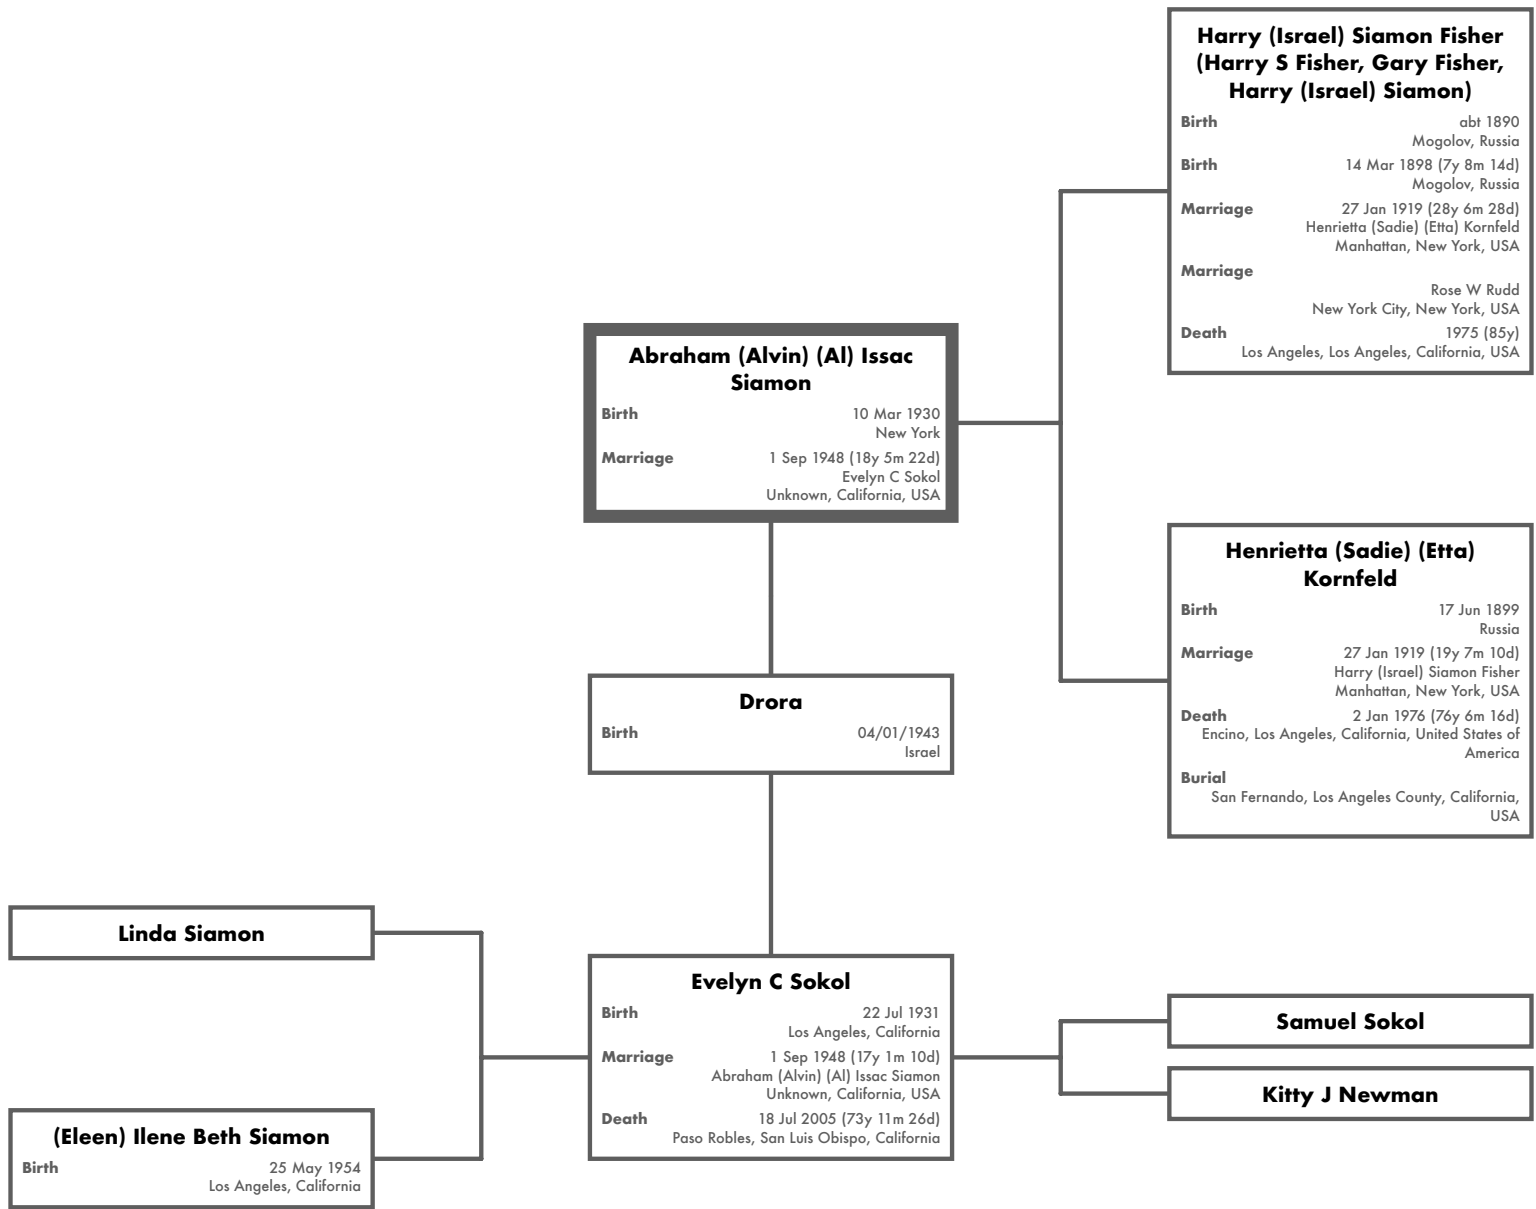 Harry (Israel) Siamon Fisher
(Harry S Fisher, Gary Fisher,
Harry (Israel) Siamon)
Birth abt 1890
Mogolov, Russia
Birth 14 Mar 1898 (7y 8m 14d)
Mogolov, Russia
Marriage 27 Jan 1919 (28y 6m 28d)
Henrietta (Sadie) (Etta) Kornfeld
Manhattan, New York, USA
Marriage
Rose W Rudd
New York City, New York, USA
Death 1975 (85y)
Los Angeles, Los Angeles, California, USA
Abraham (Alvin) (Al) Issac
Siamon
Birth 10 Mar 1930
New York
Marriage 1 Sep 1948 (18y 5m 22d)
Evelyn C Sokol
Unknown, California, USA
Henrietta (Sadie) (Etta)
Kornfeld
Birth 17 Jun 1899
Russia
Marriage 27 Jan 1919 (19y 7m 10d)
Harry (Israel) Siamon Fisher
Manhattan, New York, USA
Death 2 Jan 1976 (76y 6m 16d)
Encino, Los Angeles, California, United States of
America
Burial
San Fernando, Los Angeles County, California,
USA
Drora
Birth 04/01/1943
Israel
Linda Siamon
Evelyn C Sokol
Birth 22 Jul 1931
Los Angeles, California
Marriage 1 Sep 1948 (17y 1m 10d)
Abraham (Alvin) (Al) Issac Siamon
Unknown, California, USA
Death 18 Jul 2005 (73y 11m 26d)
Paso Robles, San Luis Obispo, California
Samuel Sokol
Kitty J Newman
(Eleen) Ilene Beth Siamon
Birth 25 May 1954
Los Angeles, California